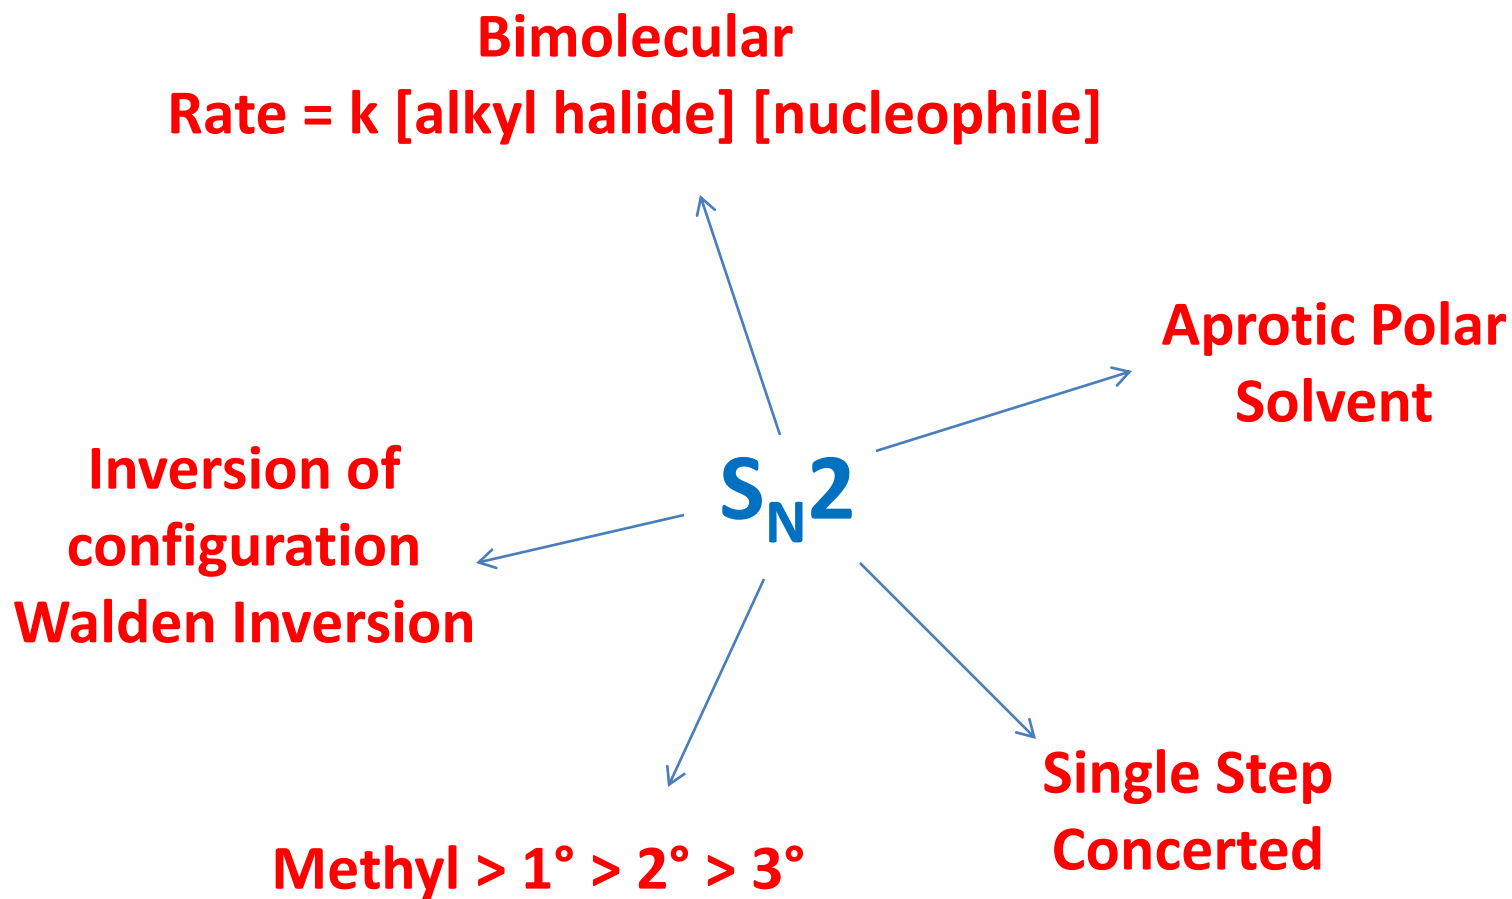 Bimolecular
Rate = k [alkyl halide] [nucleophile]
Aprotic Polar
Solvent
Inversion of
configuration
Walden Inversion
S_N2
Single Step
Concerted
Methyl > 1° > 2° > 3°